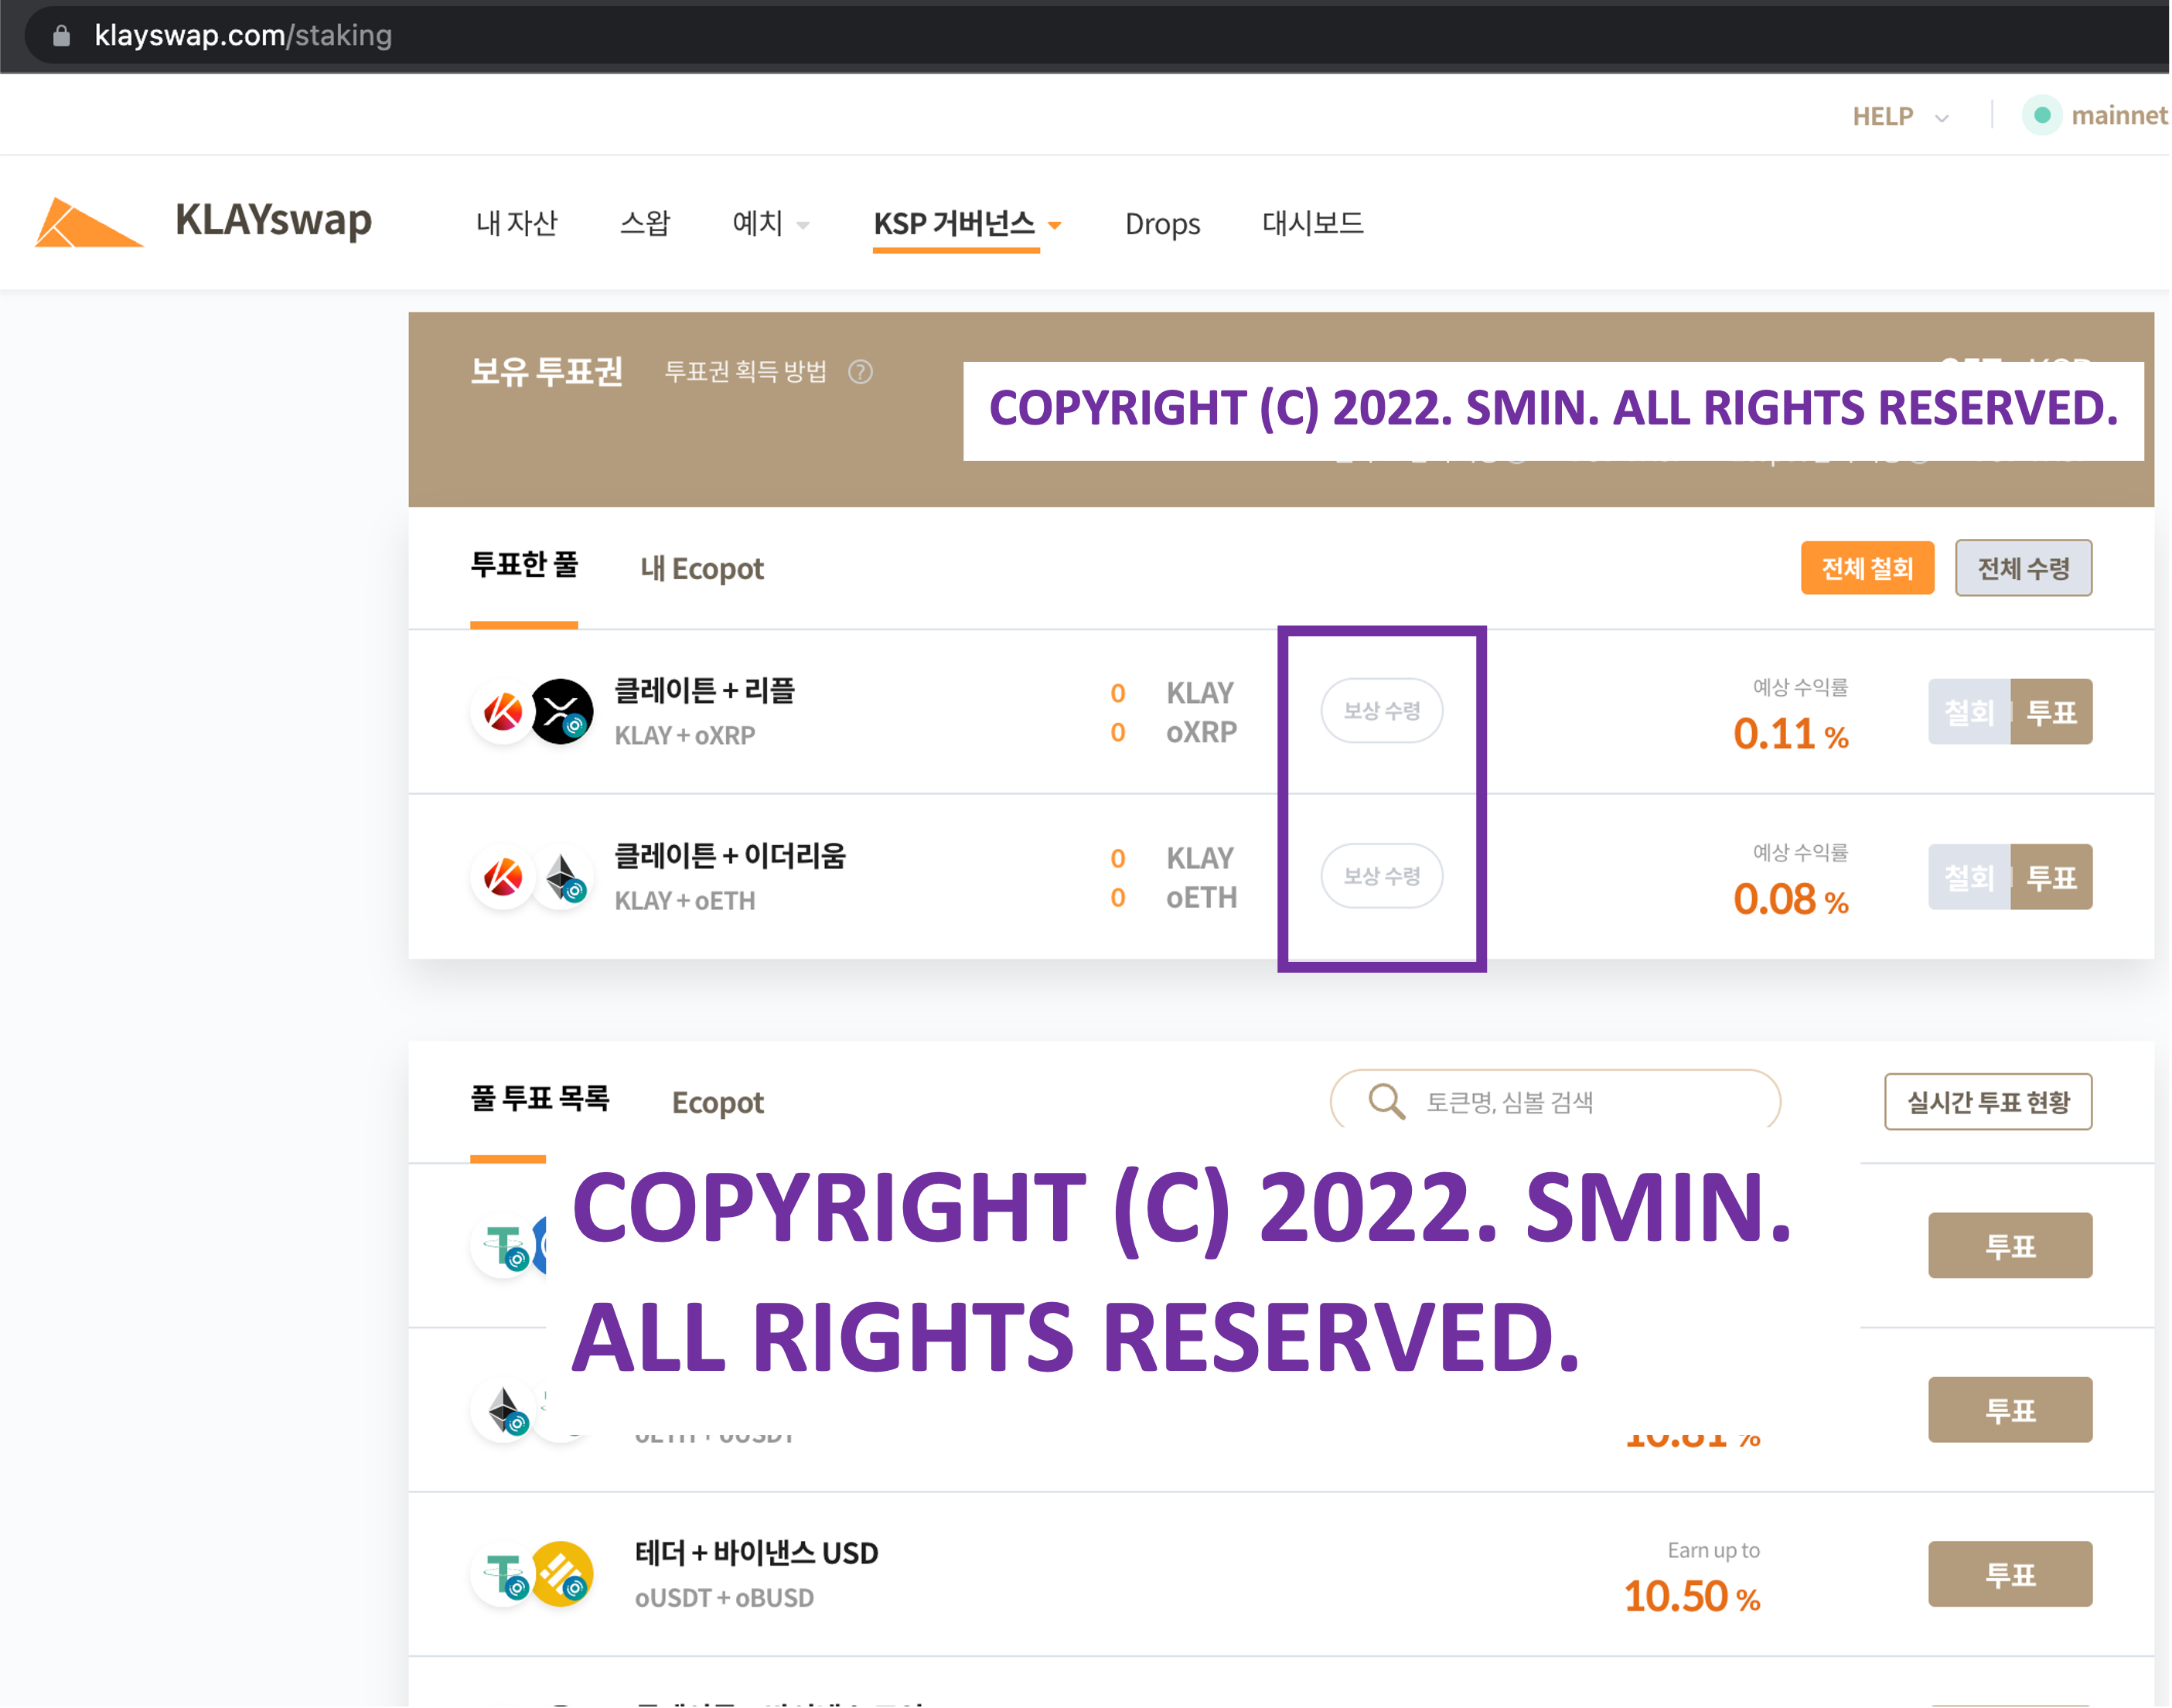 klayswap.com/staking
HELP
mainnet
KLAYswap
내 자산 스왑 예치 KSP 거버넌스 Drops 대시보드
보유 투표권 투표권 획득 방법 ?
COPYRIGHT (C) 2022. SMIN. ALL RIGHTS RESERVED.
투표한 풀 내 Ecopot 전체 철회 전체 수령
클레이튼 + 리플
KLAY + oXRP
0 KLAY
0 oXRP
보상 수령
예상 수익률
0.11 %
철회 투표
클레이튼 + 이더리움
KLAY + oETH
0 KLAY
0 oETH
보상 수령
예상 수익률
0.08 %
철회 투표
풀 투표 목록 Ecopot 토큰명, 심볼 검색 실시간 투표 현황
COPYRIGHT (C) 2022. SMIN.
ALL RIGHTS RESERVED.
투표
oETH + oUSDT
10.81 %
투표
테더 + 바이낸스 USD
oUSDT + oBUSD
Earn up to
10.50 %
투표